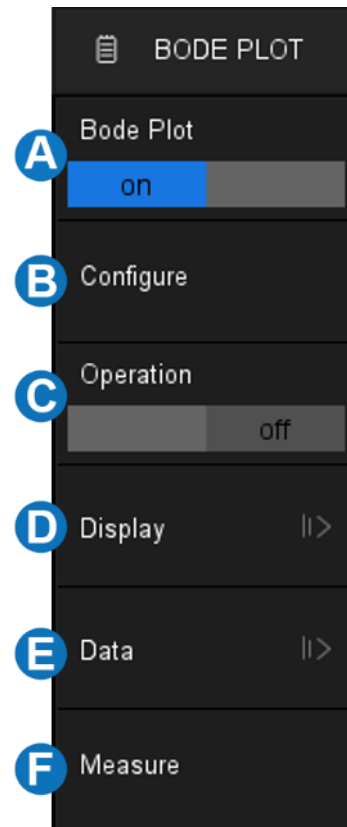 BODE PLOT
Bode Plot
A
on
B
Configure
Operation
C
off
D
Display
E
Data
F
Measure